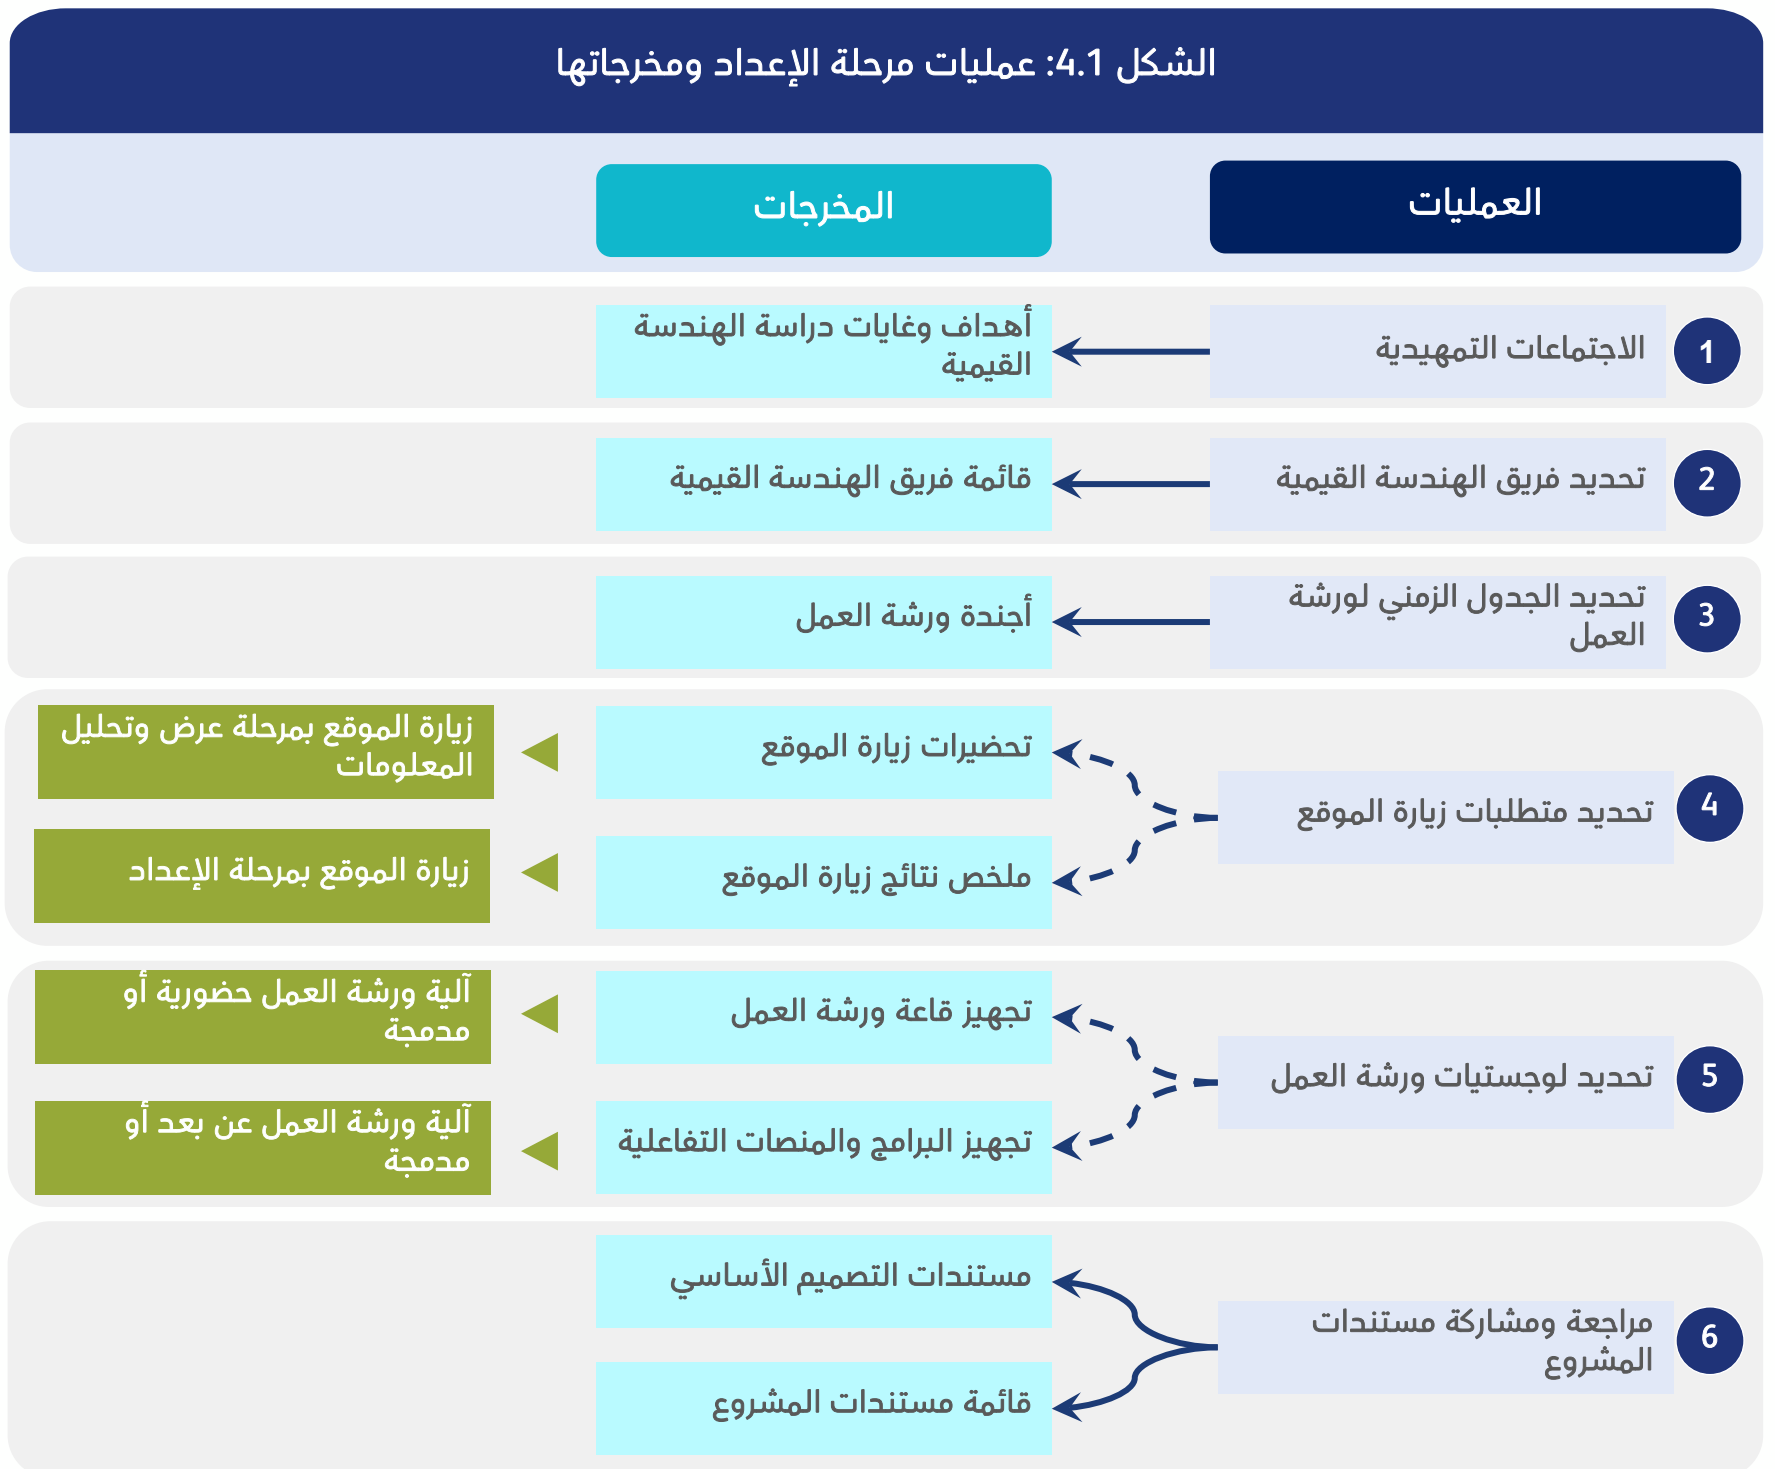 الشكل 4.1: عمليات مرحلة الإعداد ومخرجاتها
العمليات
المخرجات
1
الاجتماعات التمهيدية
أهداف وغايات دراسة الهندسة
القيمية
2
تحديد فريق الهندسة القيمية
قائمة فريق الهندسة القيمية
3
تحديد الجدول الزمني لورشة
العمل
أجندة ورشة العمل
4
تحديد متطلبات زيارة الموقع
تحضيرات زيارة الموقع
زيارة الموقع بمرحلة عرض وتحليل
المعلومات
ملخص نتائج زيارة الموقع
زيارة الموقع بمرحلة الإعداد
5
تحديد لوجستيات ورشة العمل
تجهيز قاعة ورشة العمل
آلية ورشة العمل حضورية أو
مدمجة
تجهيز البرامج والمنصات التفاعلية
آلية ورشة العمل عن بعد أو
مدمجة
6
مراجعة ومشاركة مستندات
المشروع
مستندات التصميم الأساسي
قائمة مستندات المشروع